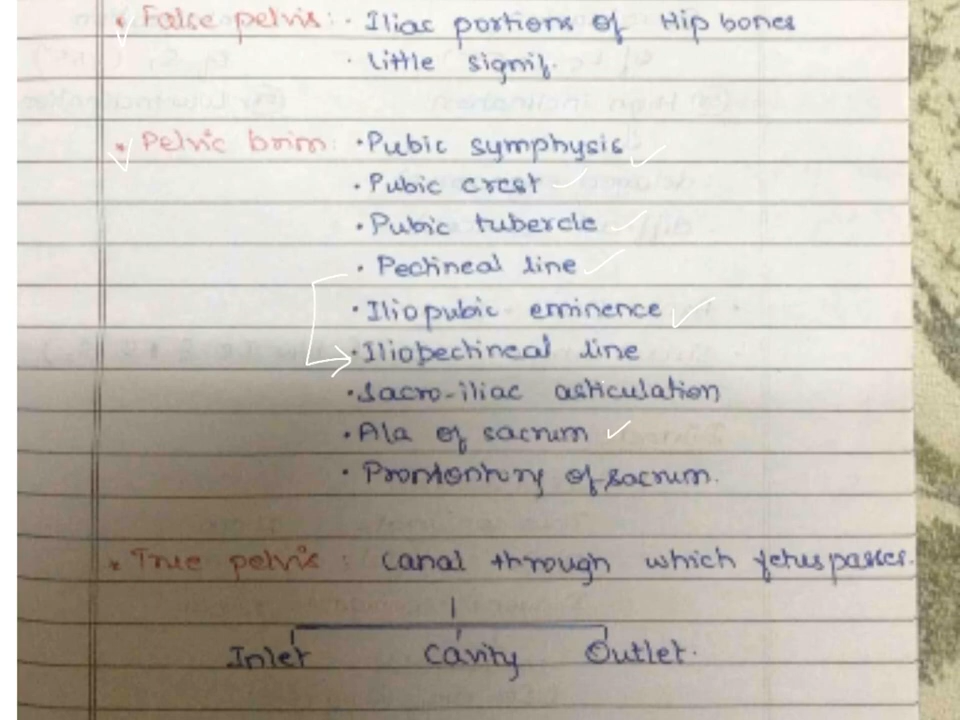 * False pelvis: · Iliac portions of Hip bones
· little signif.
* Pelvic brim: · Pubic symphysis
· Pubic crest
· Pubic tubercle
· Pectineal line
· Iliopubic eminence
· Iliopectineal line
· Sacro-iliac articulation
· Ala of sacrum
· Promontory of sacrum.
* True pelvis: canal through which fetus passes.
Inlet Cavity Outlet.